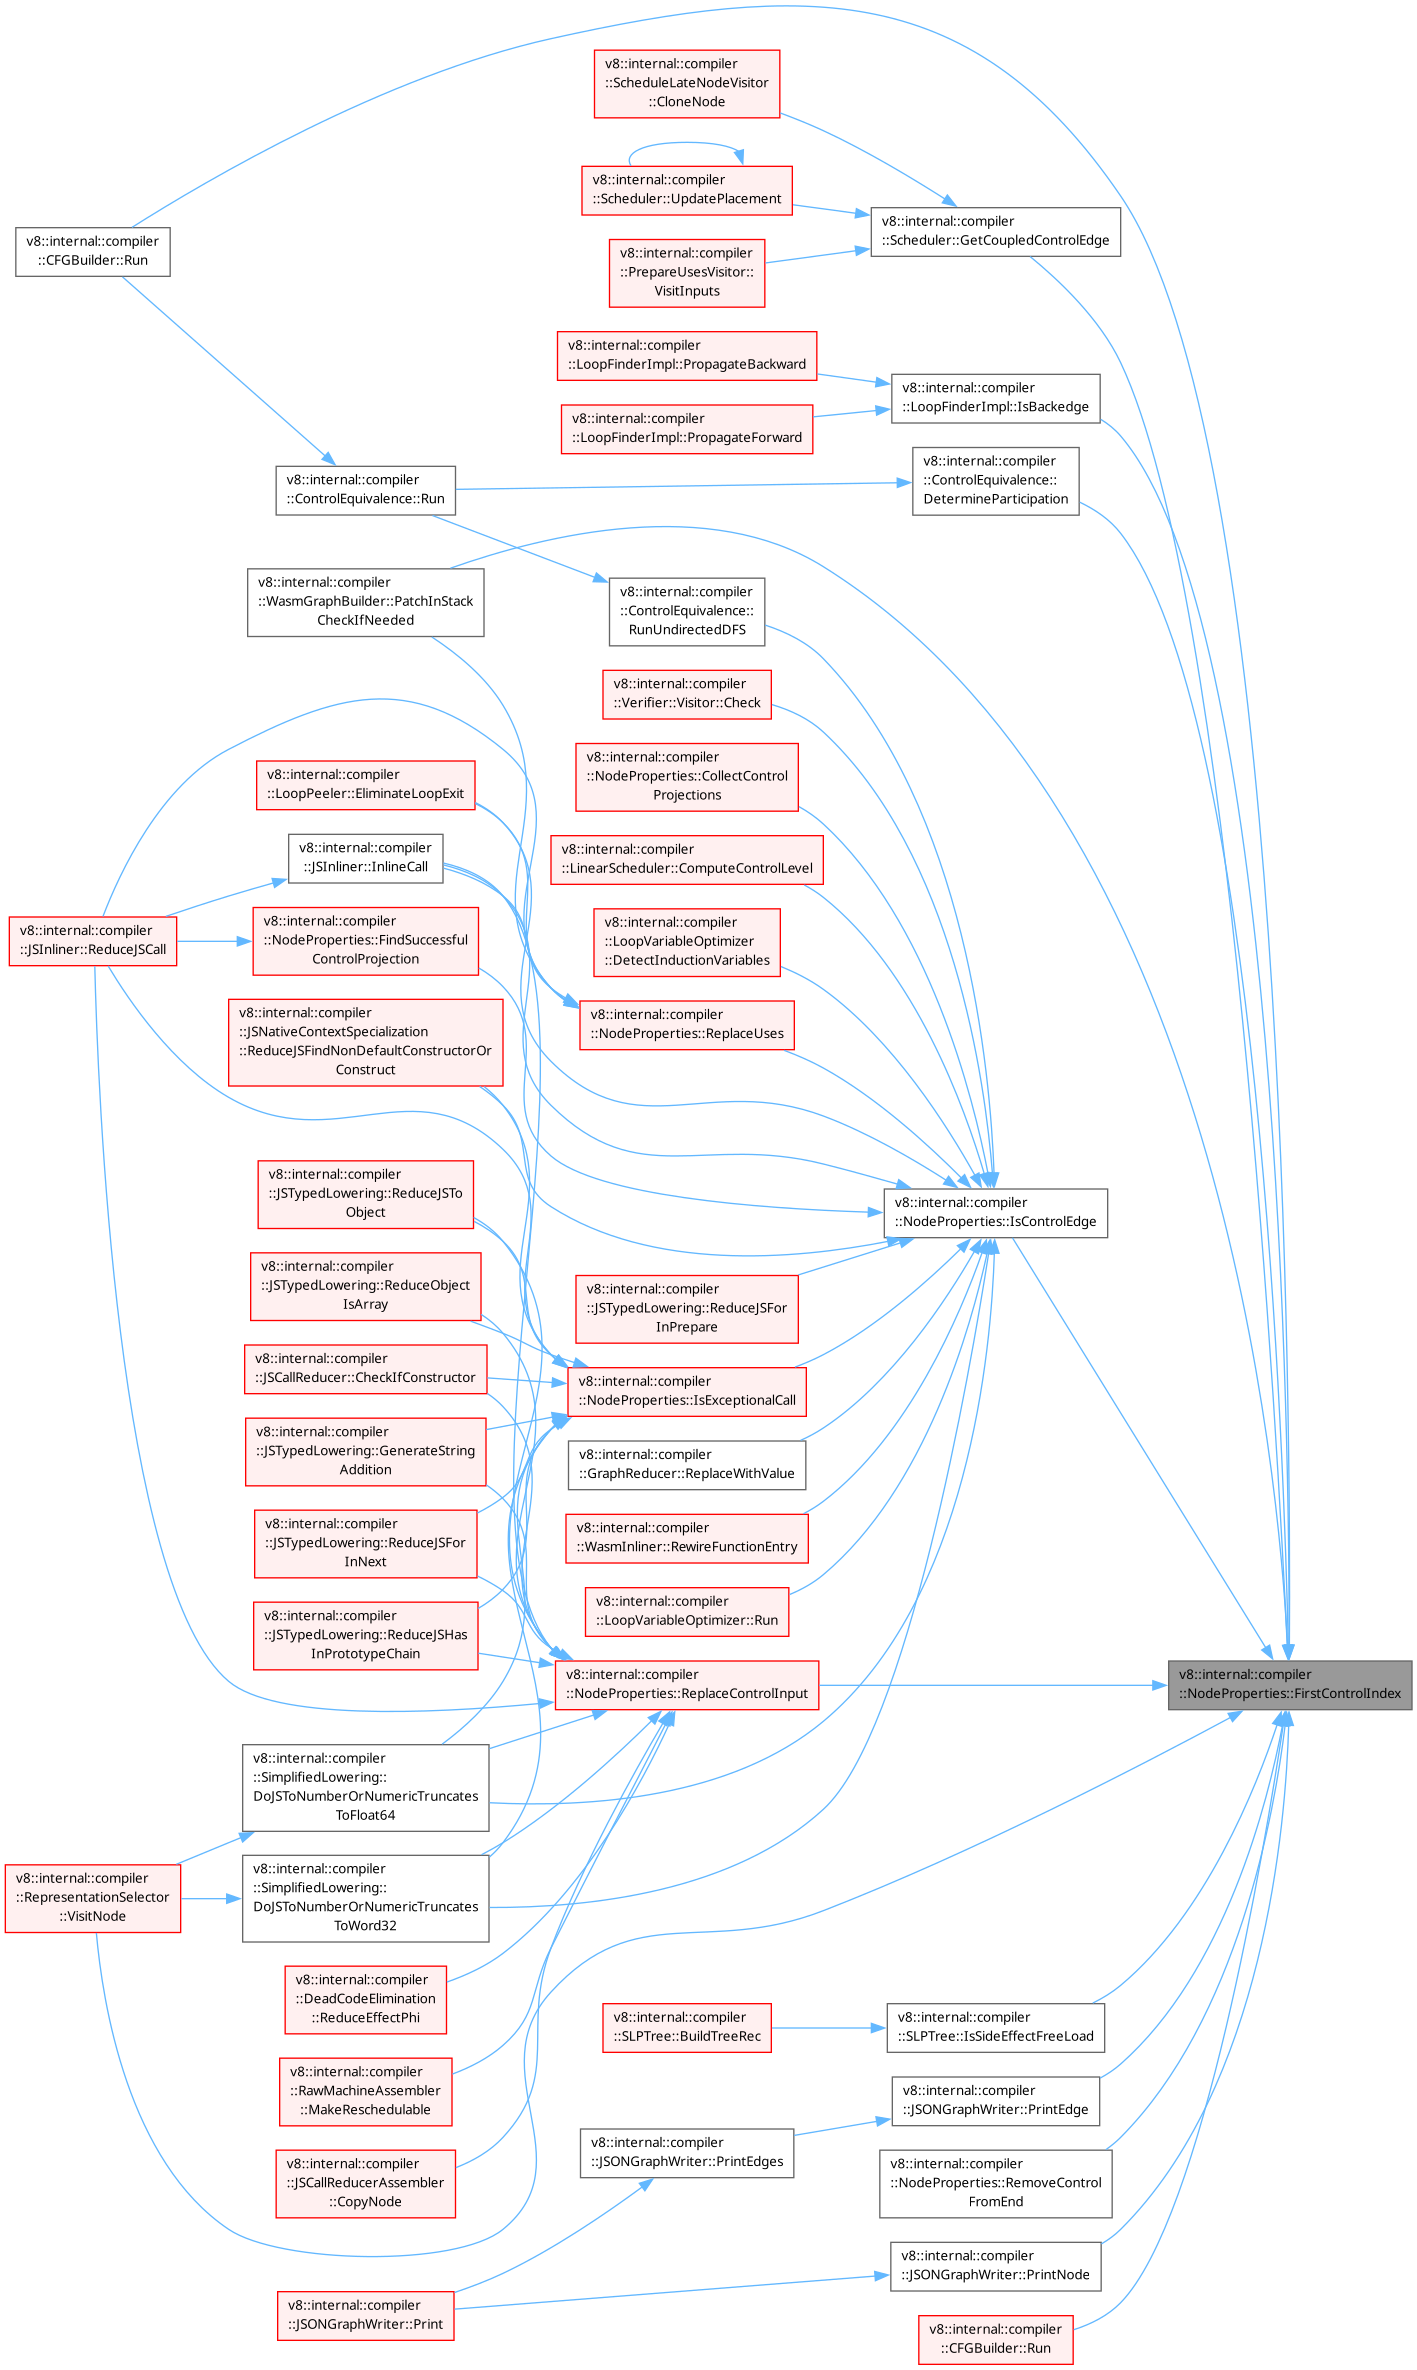 v8::internal::compiler
::ScheduleLateNodeVisitor
::CloneNode
v8::internal::compiler
::Scheduler::UpdatePlacement
v8::internal::compiler
::Scheduler::GetCoupledControlEdge
v8::internal::compiler
::CFGBuilder::Run
v8::internal::compiler
::PrepareUsesVisitor::
VisitInputs
v8::internal::compiler
::LoopFinderImpl::PropagateBackward
v8::internal::compiler
::LoopFinderImpl::IsBackedge
v8::internal::compiler
::LoopFinderImpl::PropagateForward
v8::internal::compiler
::ControlEquivalence::
DetermineParticipation
v8::internal::compiler
::ControlEquivalence::Run
v8::internal::compiler
::WasmGraphBuilder::PatchInStack
CheckIfNeeded
v8::internal::compiler
::ControlEquivalence::
RunUndirectedDFS
v8::internal::compiler
::Verifier::Visitor::Check
v8::internal::compiler
::NodeProperties::CollectControl
Projections
v8::internal::compiler
::LoopPeeler::EliminateLoopExit
v8::internal::compiler
::JSInliner::InlineCall
v8::internal::compiler
::LinearScheduler::ComputeControlLevel
v8::internal::compiler
::JSInliner::ReduceJSCall
v8::internal::compiler
::NodeProperties::FindSuccessful
ControlProjection
v8::internal::compiler
::LoopVariableOptimizer
::DetectInductionVariables
v8::internal::compiler
::JSNativeContextSpecialization
::ReduceJSFindNonDefaultConstructorOr
Construct
v8::internal::compiler
::NodeProperties::ReplaceUses
v8::internal::compiler
::JSTypedLowering::ReduceJSTo
Object
v8::internal::compiler
::NodeProperties::IsControlEdge
v8::internal::compiler
::JSTypedLowering::ReduceObject
IsArray
v8::internal::compiler
::JSTypedLowering::ReduceJSFor
InPrepare
v8::internal::compiler
::JSCallReducer::CheckIfConstructor
v8::internal::compiler
::NodeProperties::IsExceptionalCall
v8::internal::compiler
::JSTypedLowering::GenerateString
Addition
v8::internal::compiler
::GraphReducer::ReplaceWithValue
v8::internal::compiler
::JSTypedLowering::ReduceJSFor
InNext
v8::internal::compiler
::WasmInliner::RewireFunctionEntry
v8::internal::compiler
::LoopVariableOptimizer::Run
v8::internal::compiler
::JSTypedLowering::ReduceJSHas
InPrototypeChain
v8::internal::compiler
::NodeProperties::ReplaceControlInput
v8::internal::compiler
::NodeProperties::FirstControlIndex
v8::internal::compiler
::SimplifiedLowering::
DoJSToNumberOrNumericTruncates
ToFloat64
v8::internal::compiler
::RepresentationSelector
::VisitNode
v8::internal::compiler
::SimplifiedLowering::
DoJSToNumberOrNumericTruncates
ToWord32
v8::internal::compiler
::DeadCodeElimination
::ReduceEffectPhi
v8::internal::compiler
::SLPTree::BuildTreeRec
v8::internal::compiler
::SLPTree::IsSideEffectFreeLoad
v8::internal::compiler
::RawMachineAssembler
::MakeReschedulable
v8::internal::compiler
::JSONGraphWriter::PrintEdge
v8::internal::compiler
::JSONGraphWriter::PrintEdges
v8::internal::compiler
::JSCallReducerAssembler
::CopyNode
v8::internal::compiler
::NodeProperties::RemoveControl
FromEnd
v8::internal::compiler
::JSONGraphWriter::PrintNode
v8::internal::compiler
::JSONGraphWriter::Print
v8::internal::compiler
::CFGBuilder::Run